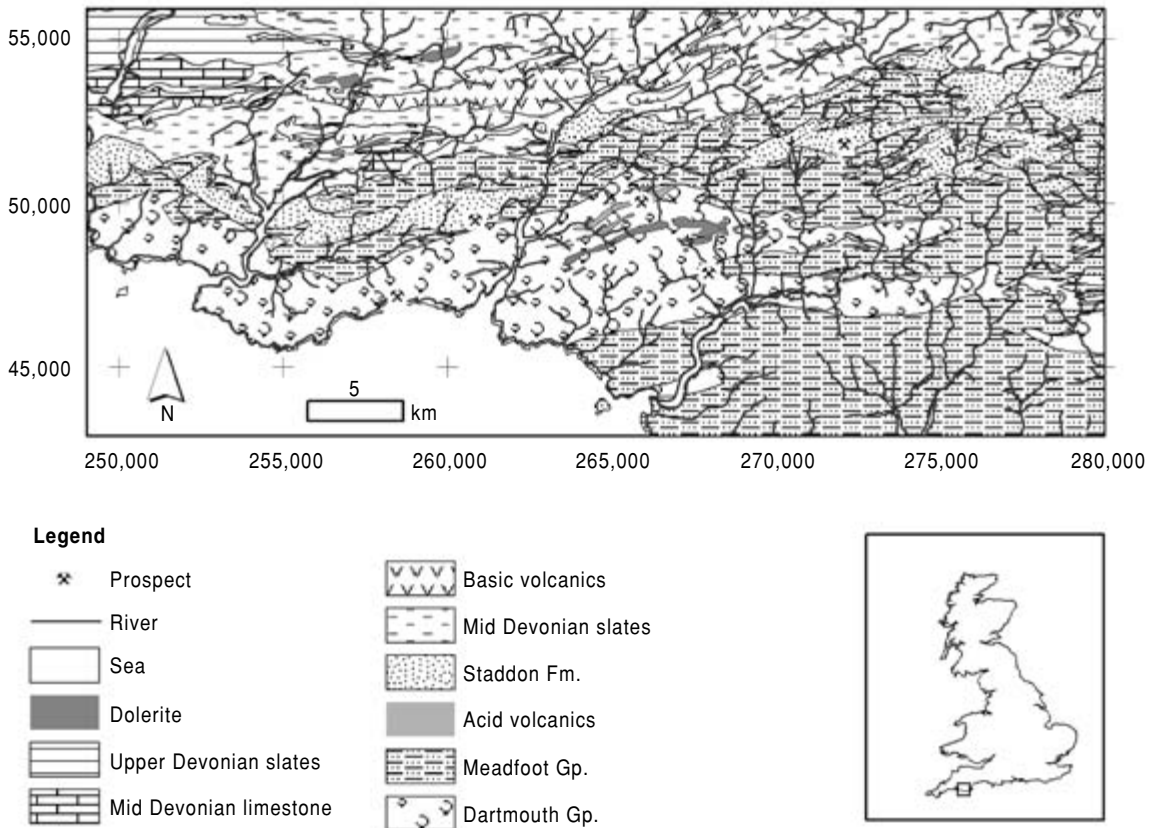 55,000
50,000
45,000
N
5
km
250,000 255,000 260,000 265,000 270,000 275,000 280,000
Legend
Prospect
River
Sea
Dolerite
Upper Devonian slates
Mid Devonian limestone
Basic volcanics
Mid Devonian slates
Staddon Fm.
Acid volcanics
Meadfoot Gp.
Dartmouth Gp.